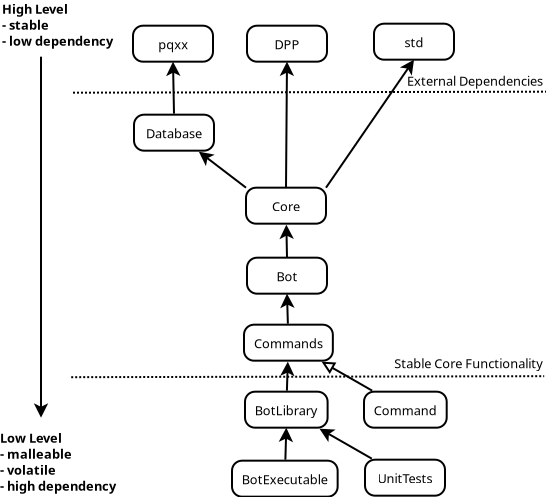 High Level
- stable
- low dependency
pqxx
DPP
std
External Dependencies
Database
Core
Bot
Commands
Stable Core Functionality
BotLibrary
Command
Low Level
- malleable
- volatile
- high dependency
BotExecutable
UnitTests